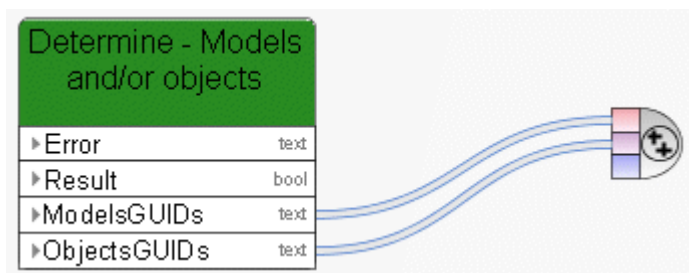 Determine - Models
and/or objects
Error text
Result bool
ModelsGUIDs text
ObjectsGUIDs text